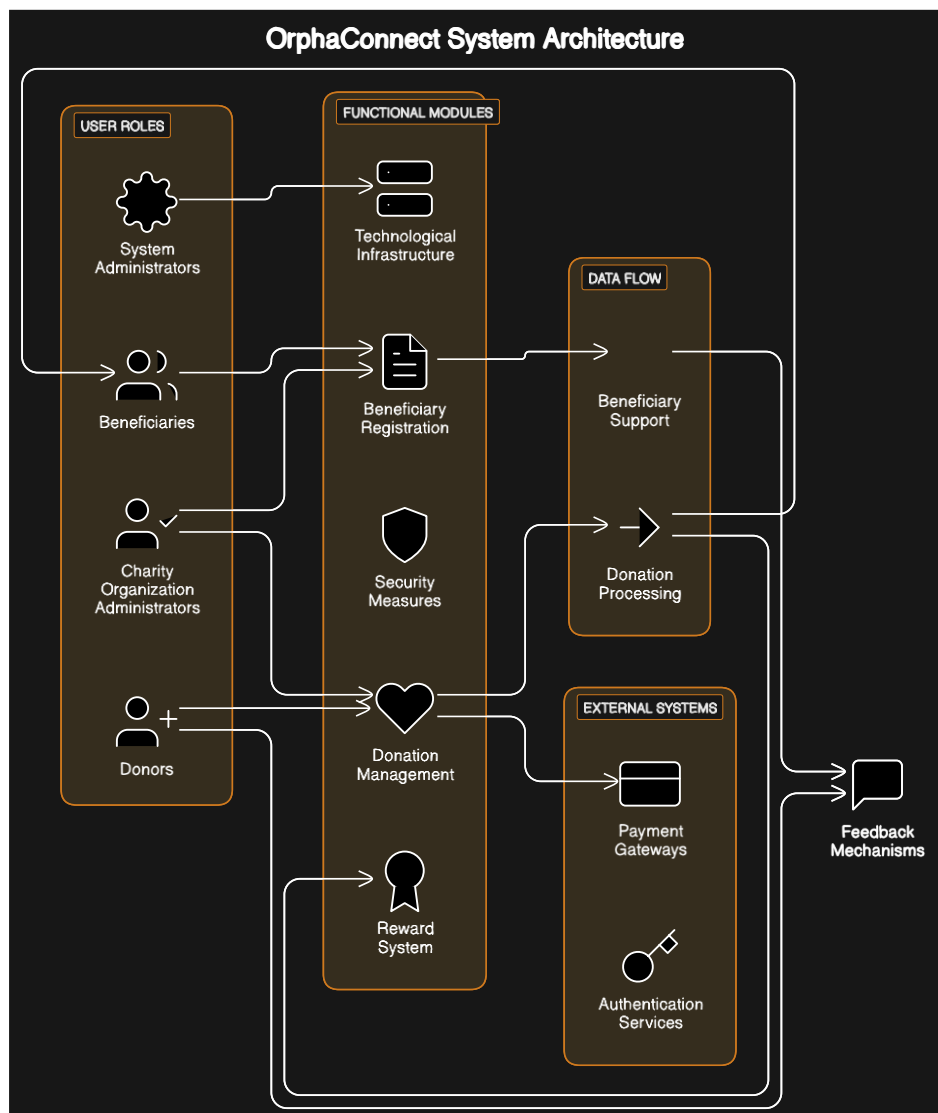 OrphaConnect System Architecture
USER ROLES
System
Administrators
Beneficiaries
Charity
Organization
Administrators
Donors
FUNCTIONAL MODULES
Technological
Infrastructure
Beneficiary
Registration
Security
Measures
Donation
Management
Reward
System
DATA FLOW
Beneficiary
Support
Donation
Processing
EXTERNAL SYSTEMS
Payment
Gateways
Authentication
Services
Feedback
Mechanisms